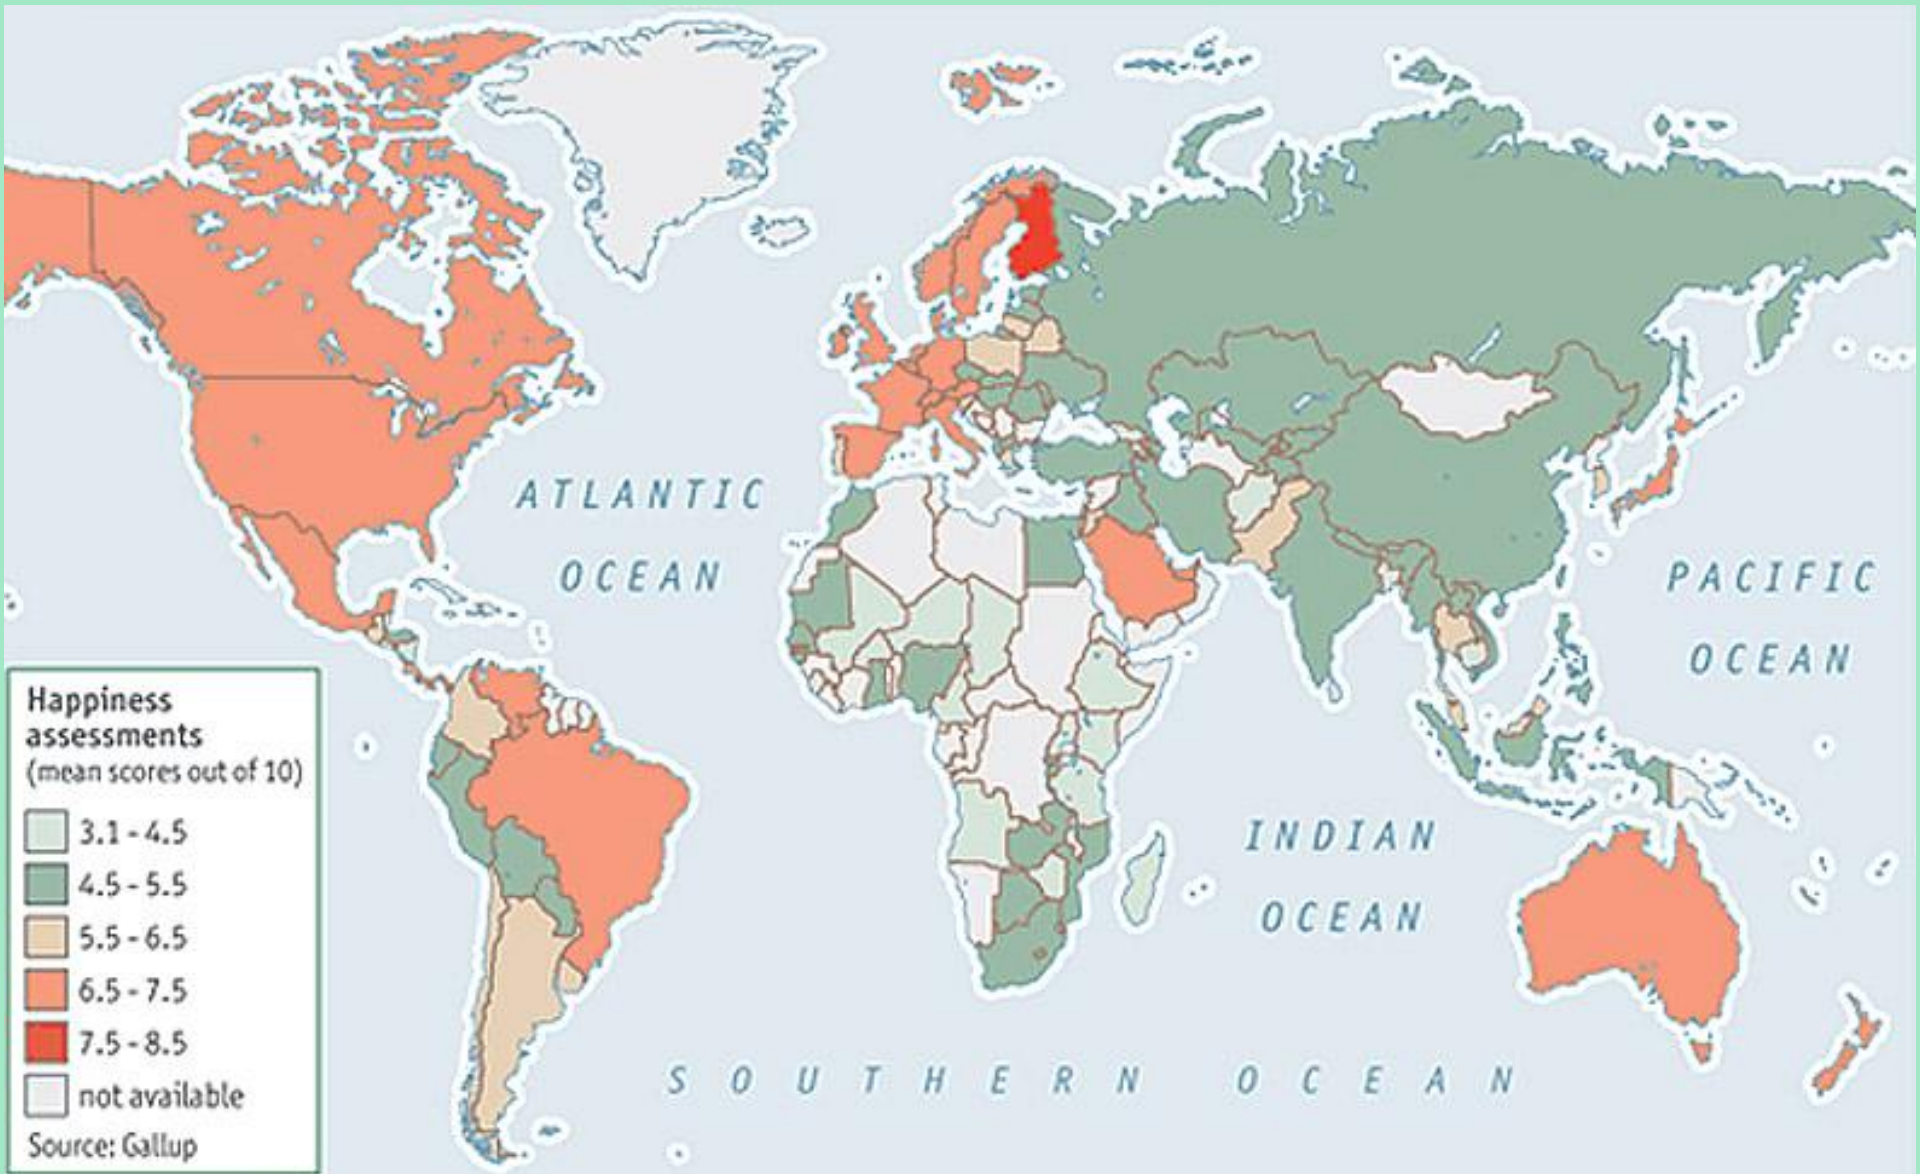 ATLANTIC
OCEAN
PACIFIC
OCEAN
INDIAN
OCEAN
SOUTHERN OCEAN
Happiness
assessments
(mean scores out of 10)
3.1 - 4.5
4.5 - 5.5
5.5 - 6.5
6.5 - 7.5
7.5 - 8.5
not available
Source: Gallup